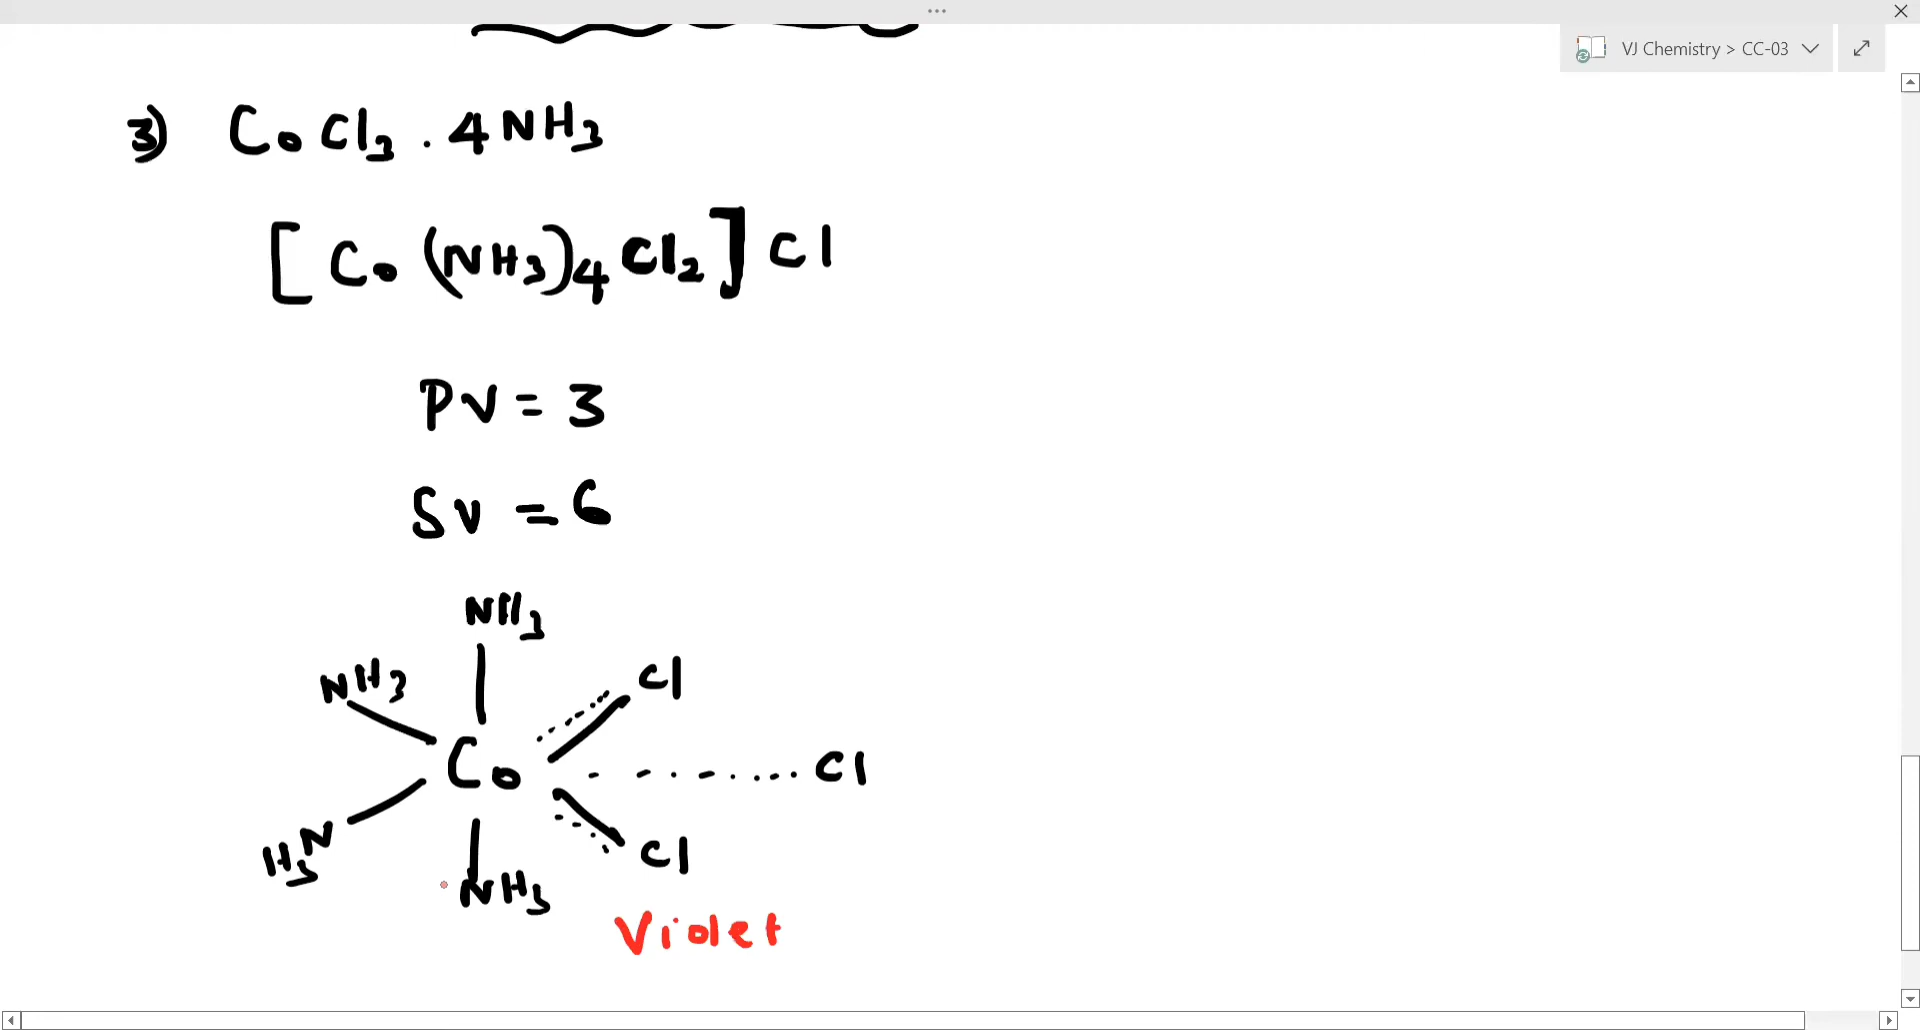 ...
VJ Chemistry > CC-03
3) CoCl3 . 4NH3
[Co(NH3)4Cl2]Cl
PV = 3
SV = 6
NH3
NH3
Cl
Co
Cl
H3N
NH3
Cl
Violet